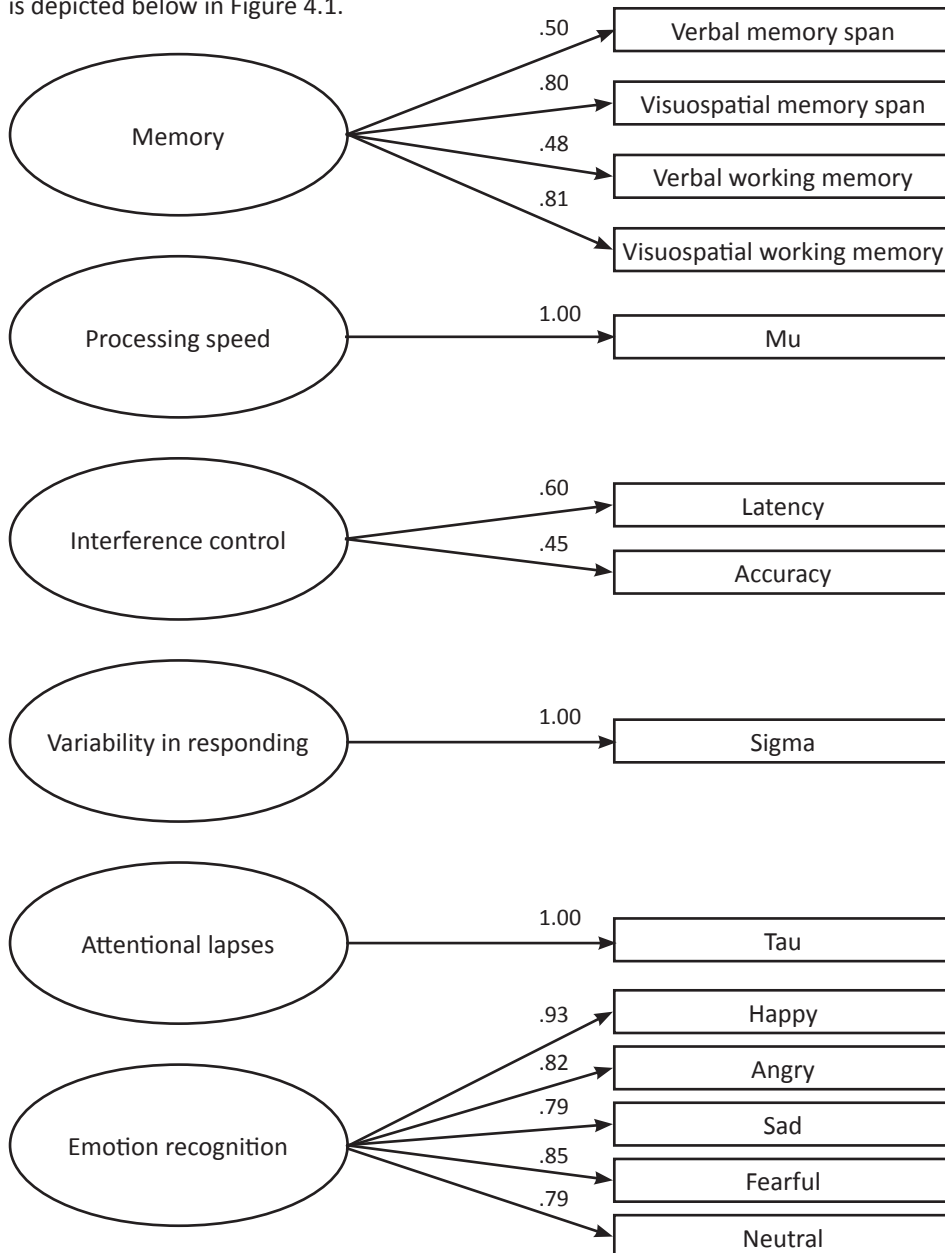 is depicted below in Figure 4.1.
.50
Verbal memory span
.80
Visuospatial memory span
Memory
.48
Verbal working memory
.81
Visuospatial working memory
1.00
Processing speed
Mu
.60
Latency
Interference control
.45
Accuracy
1.00
Variability in responding
Sigma
1.00
Attentional lapses
Tau
.93
Happy
.82
Angry
.79
Sad
Emotion recognition
.85
Fearful
.79
Neutral